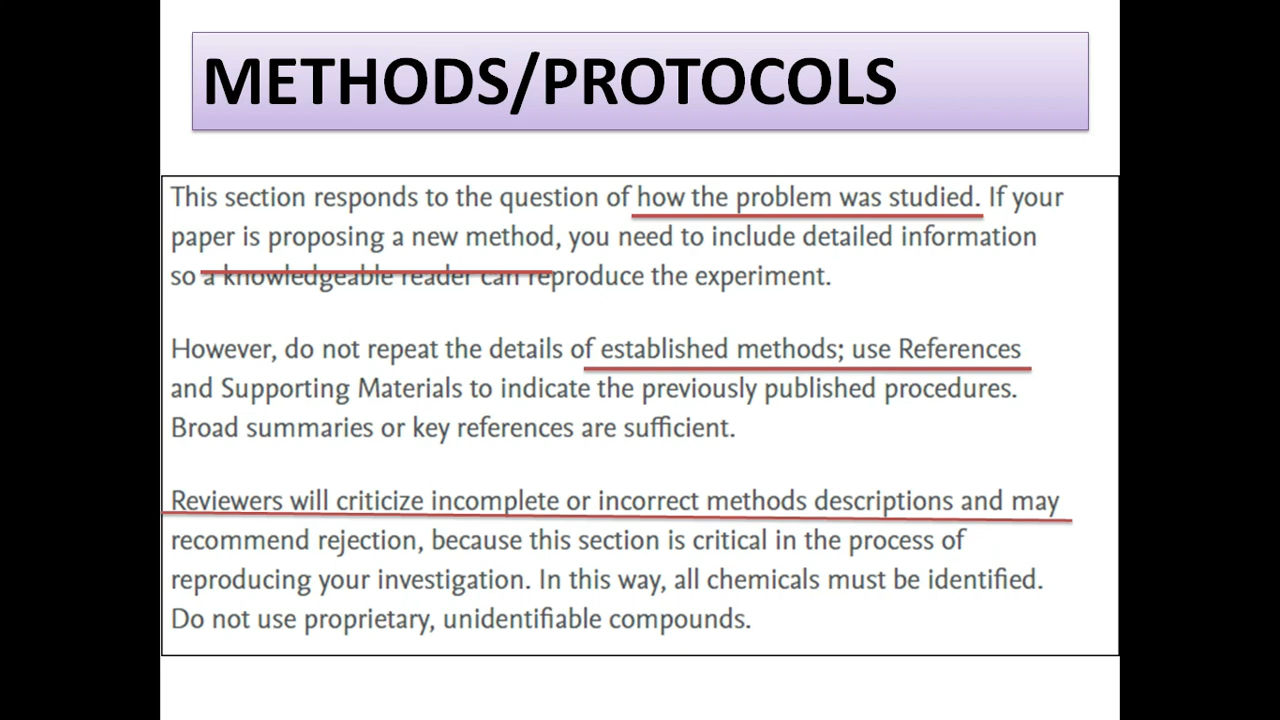 METHODS/PROTOCOLS
This section responds to the question of how the problem was studied. If your
paper is proposing a new method, you need to include detailed information
so a knowledgeable reader can reproduce the experiment.
However, do not repeat the details of established methods; use References
and Supporting Materials to indicate the previously published procedures.
Broad summaries or key references are sufficient.
Reviewers will criticize incomplete or incorrect methods descriptions and may
recommend rejection, because this section is critical in the process of
reproducing your investigation. In this way, all chemicals must be identified.
Do not use proprietary, unidentifiable compounds.